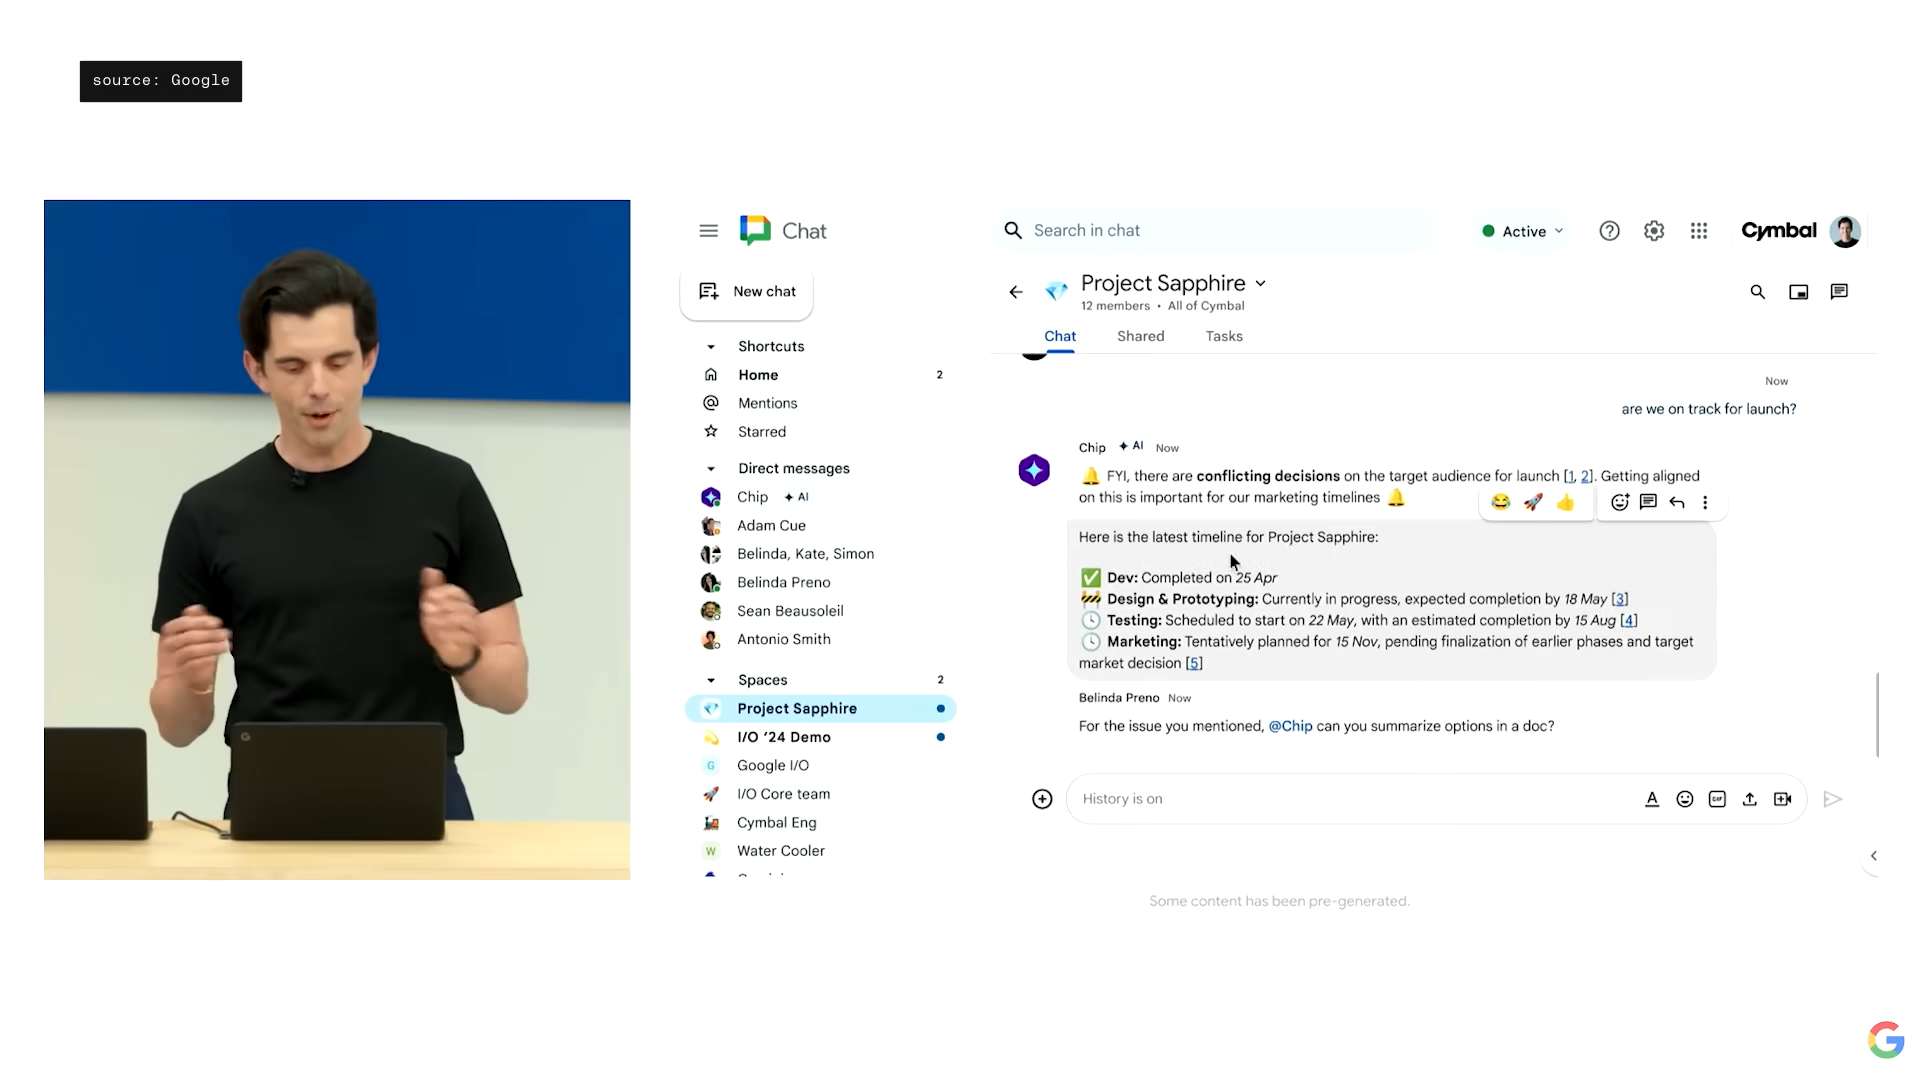 source: Google
Chat
Search in chat
Active
Cymbal
New chat
Project Sapphire
12 members • All of Cymbal
Chat Shared Tasks
Shortcuts
Home 2
Mentions
Starred
Direct messages
Chip AI
Adam Cue
Belinda, Kate, Simon
Belinda Preno
Sean Beausoleil
Antonio Smith
Spaces 2
Project Sapphire
I/O ’24 Demo
G Google I/O
I/O Core team
Cymbal Eng
W Water Cooler
Now
are we on track for launch?
Chip AI Now
FYI, there are conflicting decisions on the target audience for launch [1, 2]. Getting aligned
on this is important for our marketing timelines
Here is the latest timeline for Project Sapphire:
Dev: Completed on 25 Apr
Design & Prototyping: Currently in progress, expected completion by 18 May [3]
Testing: Scheduled to start on 22 May, with an estimated completion by 15 Aug [4]
Marketing: Tentatively planned for 15 Nov, pending finalization of earlier phases and target
market decision [5]
Belinda Preno Now
For the issue you mentioned, @Chip can you summarize options in a doc?
History is on
A GIF
Some content has been pre-generated.
G